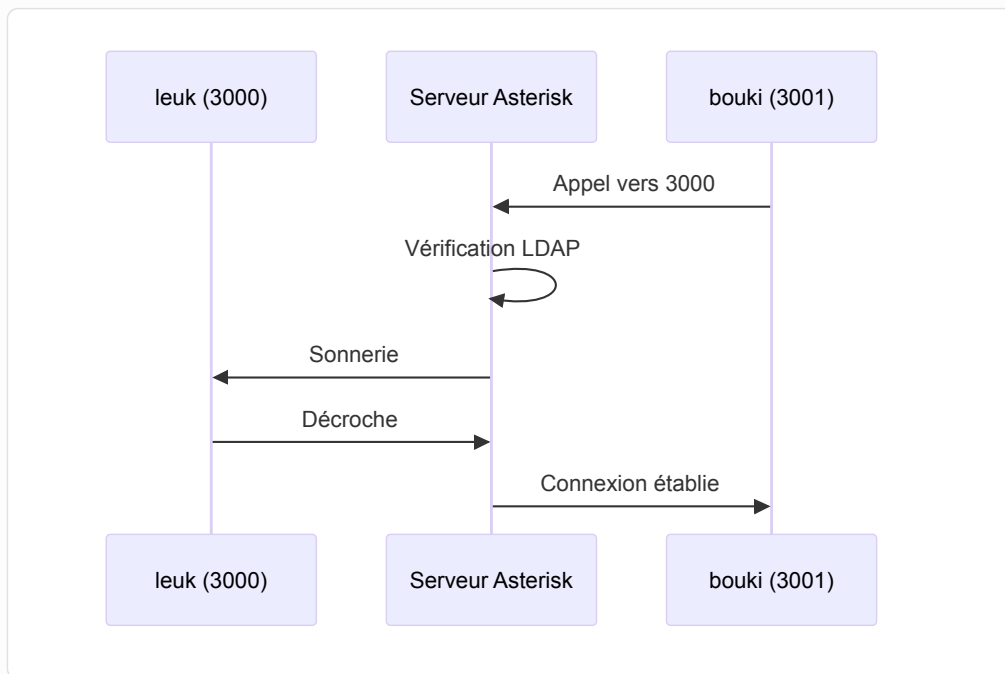 leuk (3000)
Serveur Asterisk
bouki (3001)
Appel vers 3000
Vérification LDAP
Sonnerie
Décroche
Connexion établie
leuk (3000)
Serveur Asterisk
bouki (3001)